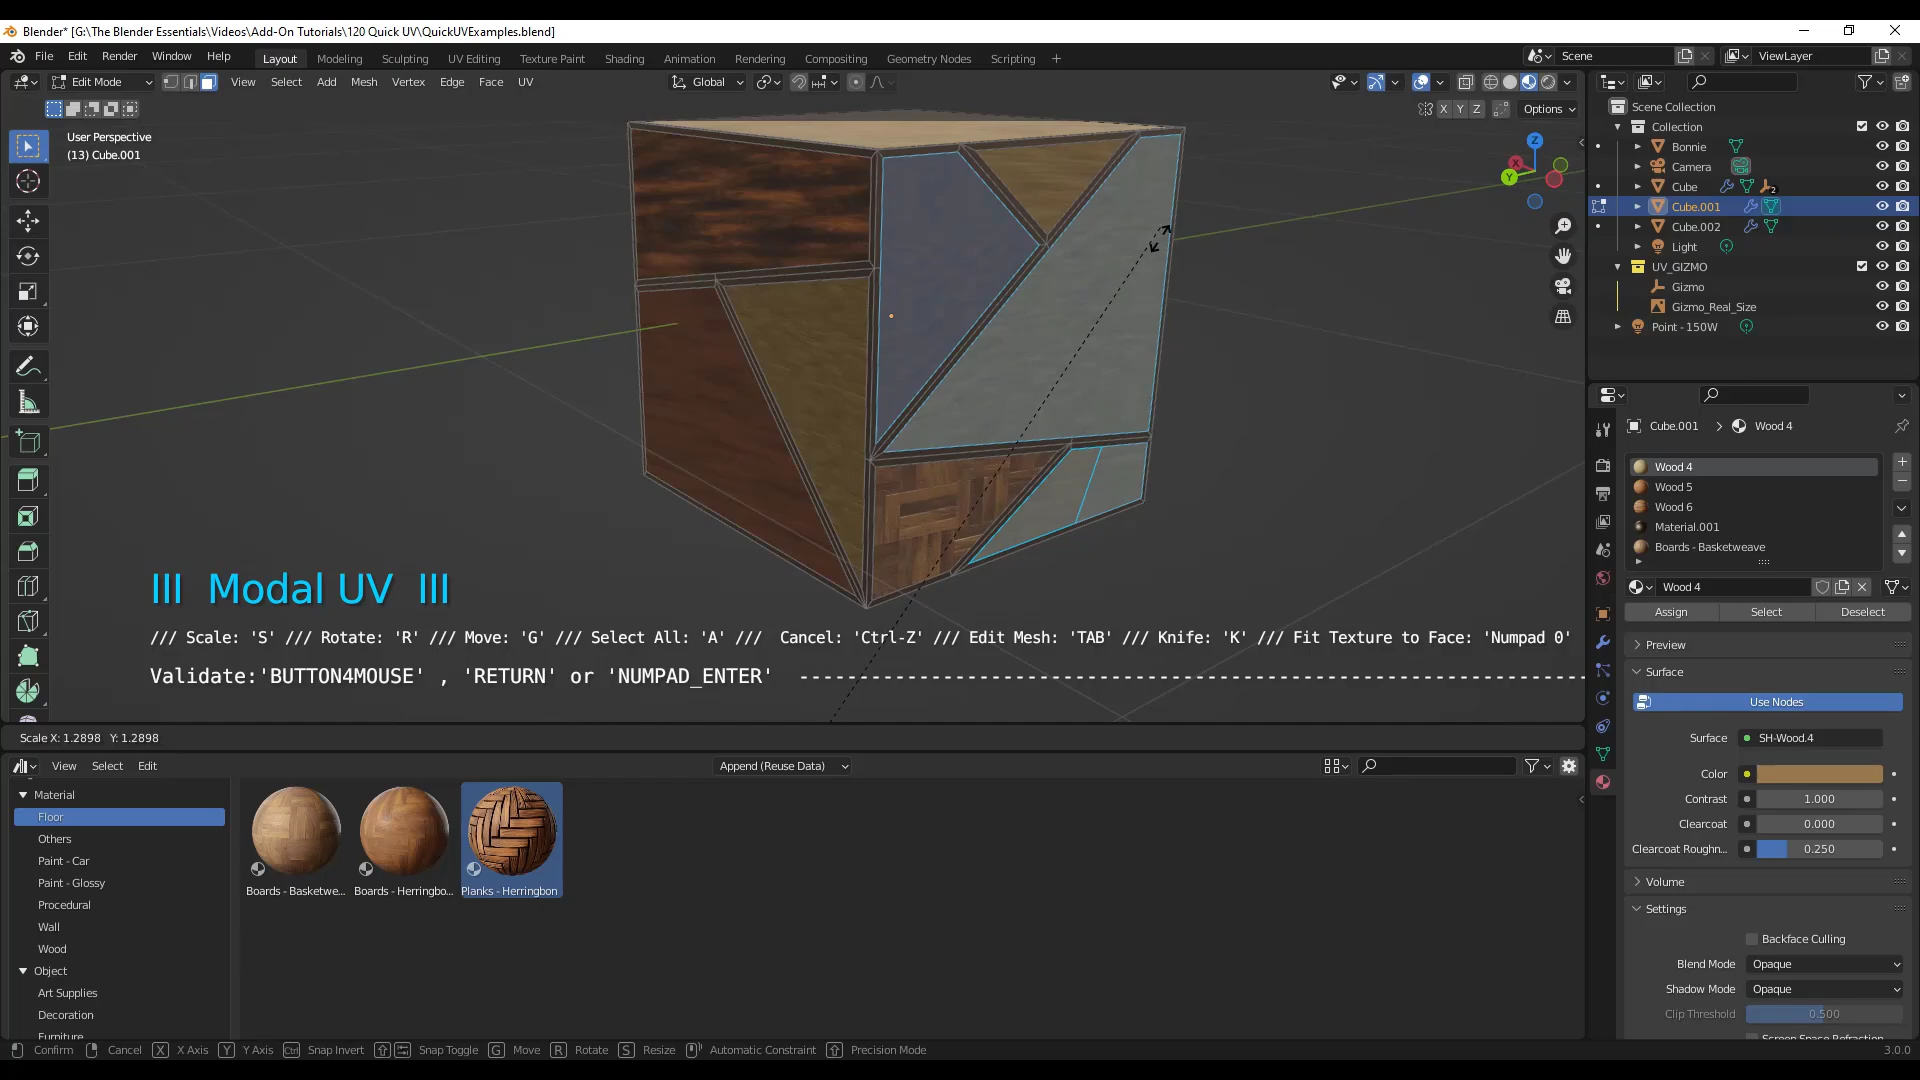 Blender* [G:\The Blender Essentials\Videos\Add-On Tutorials\120 Quick UV\QuickUVExamples.blend]
File Edit Render Window Help Layout Modeling Sculpting UV Editing Texture Paint Shading Animation Rendering Compositing Geometry Nodes Scripting + Scene ViewLayer
Edit Mode View Select Add Mesh Vertex Edge Face UV Global
X Y Z Options
User Perspective
(13) Cube.001
Z
X
Y
Scene Collection
Collection
Bonnie
Camera
Cube 2
Cube.001
Cube.002
Light
UV_GIZMO
Gizmo
Gizmo_Real_Size
Point - 150W
Cube.001 > Wood 4
Wood 4
Wood 5
Wood 6
Material.001
Boards - Basketweave
Wood 4
Assign Select Deselect
Preview
Surface
Use Nodes
Surface SH-Wood.4
Color
Contrast 1.000
Clearcoat 0.000
Clearcoat Roughn... 0.250
Volume
Settings
Backface Culling
Blend Mode Opaque
Shadow Mode Opaque
Clip Threshold 0.500
Screen Space Refraction
III Modal UV III
/// Scale: 'S' /// Rotate: 'R' /// Move: 'G' /// Select All: 'A' /// Cancel: 'Ctrl-Z' /// Edit Mesh: 'TAB' /// Knife: 'K' /// Fit Texture to Face: 'Numpad 0'
Validate:'BUTTON4MOUSE' , 'RETURN' or 'NUMPAD_ENTER' ------------------------------------------------------------------
Scale X: 1.2898 Y: 1.2898
View Select Edit Append (Reuse Data)
Material
Floor
Others
Paint - Car
Paint - Glossy
Procedural
Wall
Wood
Object
Art Supplies
Decoration
Furniture
Boards - Basketwe... Boards - Herringbo... Planks - Herringbon
Confirm Cancel X X Axis Y Y Axis Ctrl Snap Invert Snap Toggle G Move R Rotate S Resize Automatic Constraint Precision Mode 3.0.0